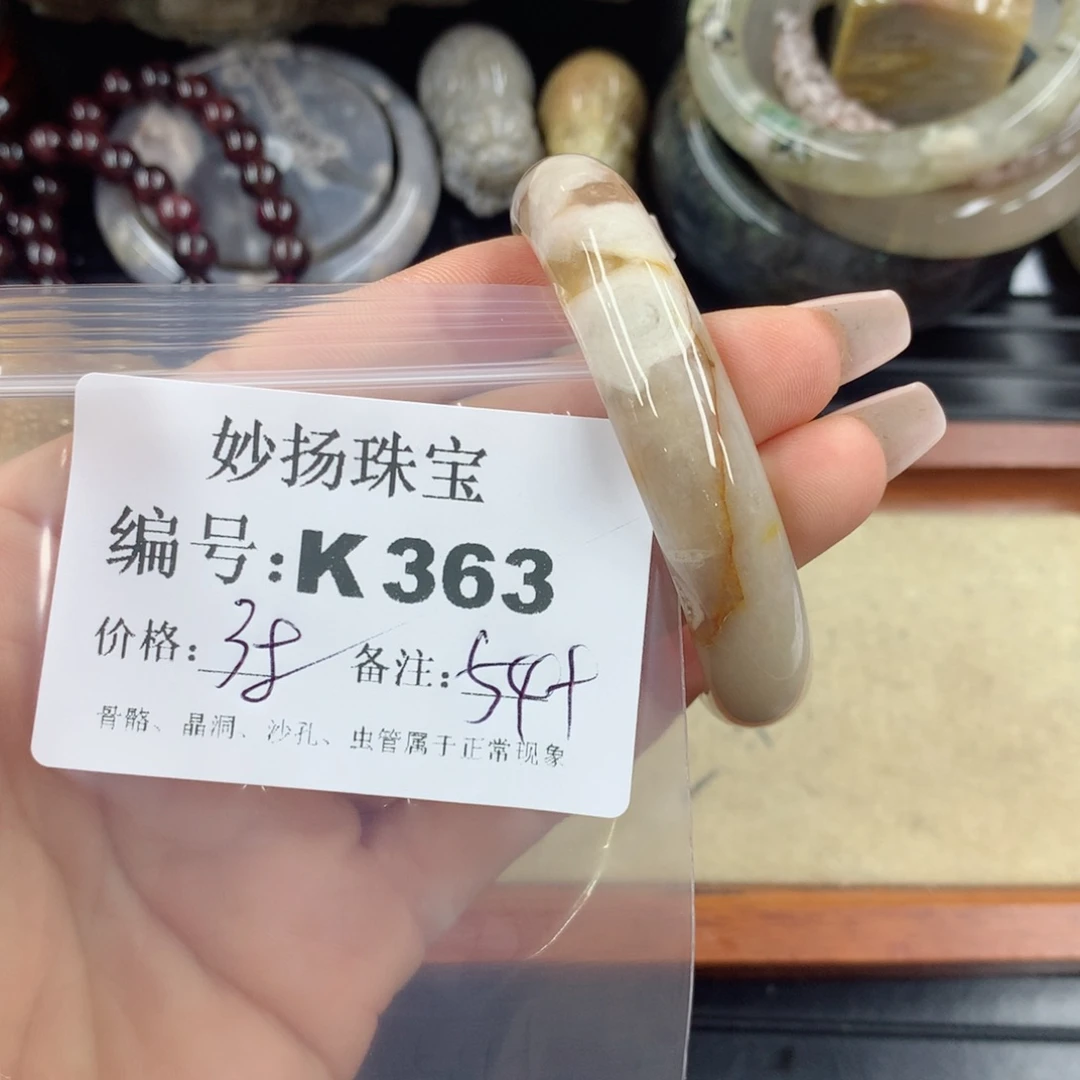 妙扬珠宝
编号:K363
价格: 备注:54+
骨骼、晶洞、沙孔、虫管属于正常现象